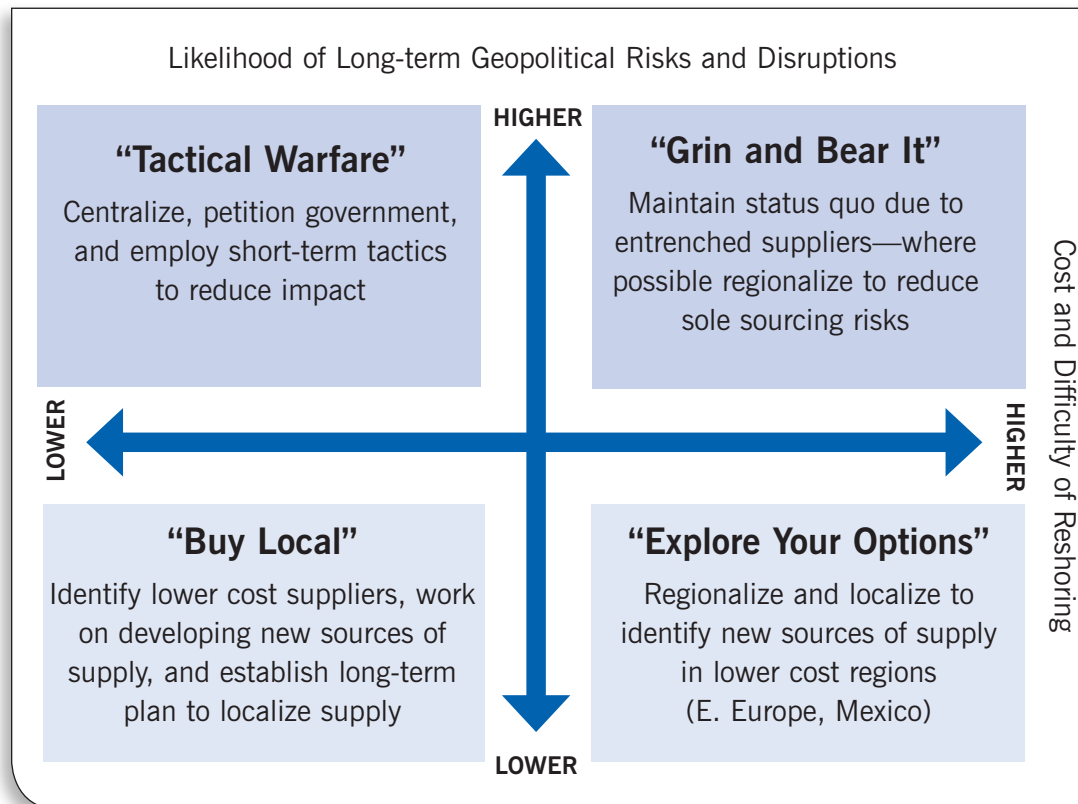 Likelihood of Long-term Geopolitical Risks and Disruptions
HIGHER
“Tactical Warfare”
Centralize, petition government,
and employ short-term tactics
to reduce impact
“Grin and Bear It”
Maintain status quo due to
entrenched suppliers—where
possible regionalize to reduce
sole sourcing risks
LOWER
HIGHER
Cost and Difficulty of Reshoring
“Buy Local”
Identify lower cost suppliers, work
on developing new sources of
supply, and establish long-term
plan to localize supply
“Explore Your Options”
Regionalize and localize to
identify new sources of supply
in lower cost regions
(E. Europe, Mexico)
LOWER